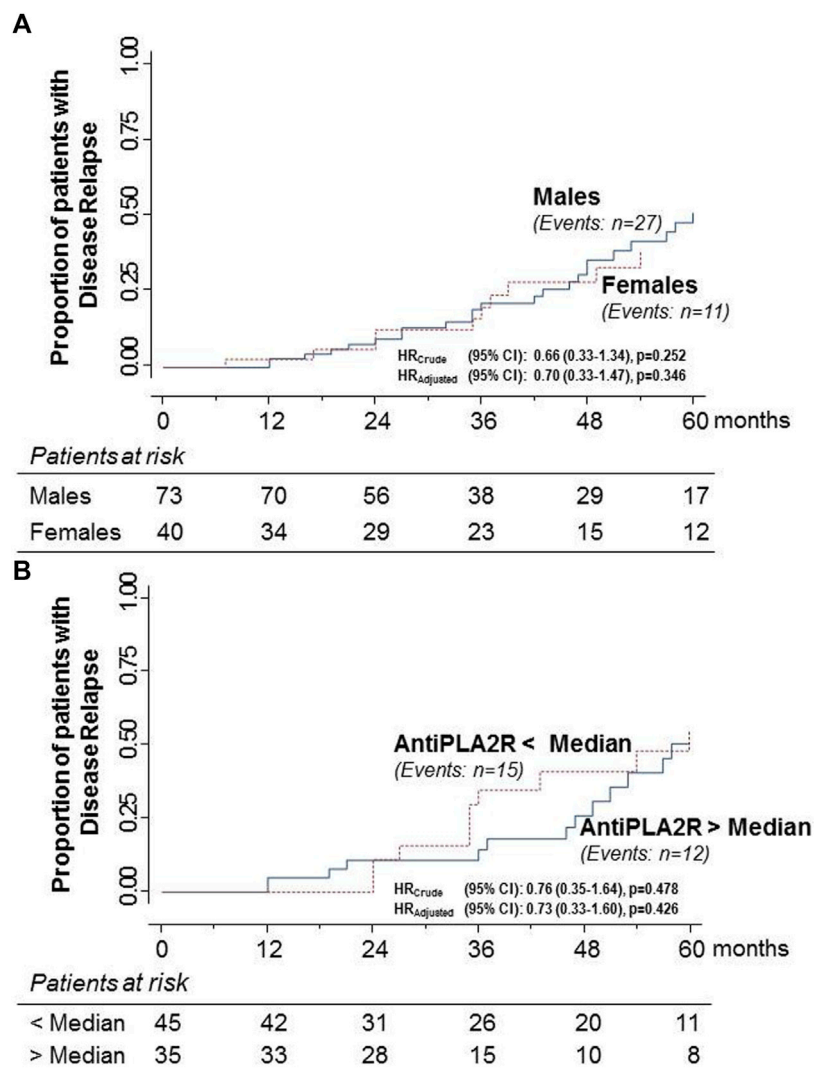 A
Proportion of patients with
Disease Relapse
1.00
0.75
0.50
0.25
0.00
Males
(Events: n=27)
Females
(Events: n=11)
HRCrude (95% CI): 0.66 (0.33-1.34), p=0.252
HRAdjusted (95% CI): 0.70 (0.33-1.47), p=0.346
0 12 24 36 48 60 months
Patients at risk
Males 73 70 56 38 29 17
Females 40 34 29 23 15 12
B
Proportion of patients with
Disease Relapse
1.00
0.75
0.50
0.25
0.00
AntiPLA2R < Median
(Events: n=15)
AntiPLA2R > Median
(Events: n=12)
HRCrude (95% CI): 0.76 (0.35-1.64), p=0.478
HRAdjusted (95% CI): 0.73 (0.33-1.60), p=0.426
0 12 24 36 48 60 months
Patients at risk
< Median 45 42 31 26 20 11
> Median 35 33 28 15 10 8